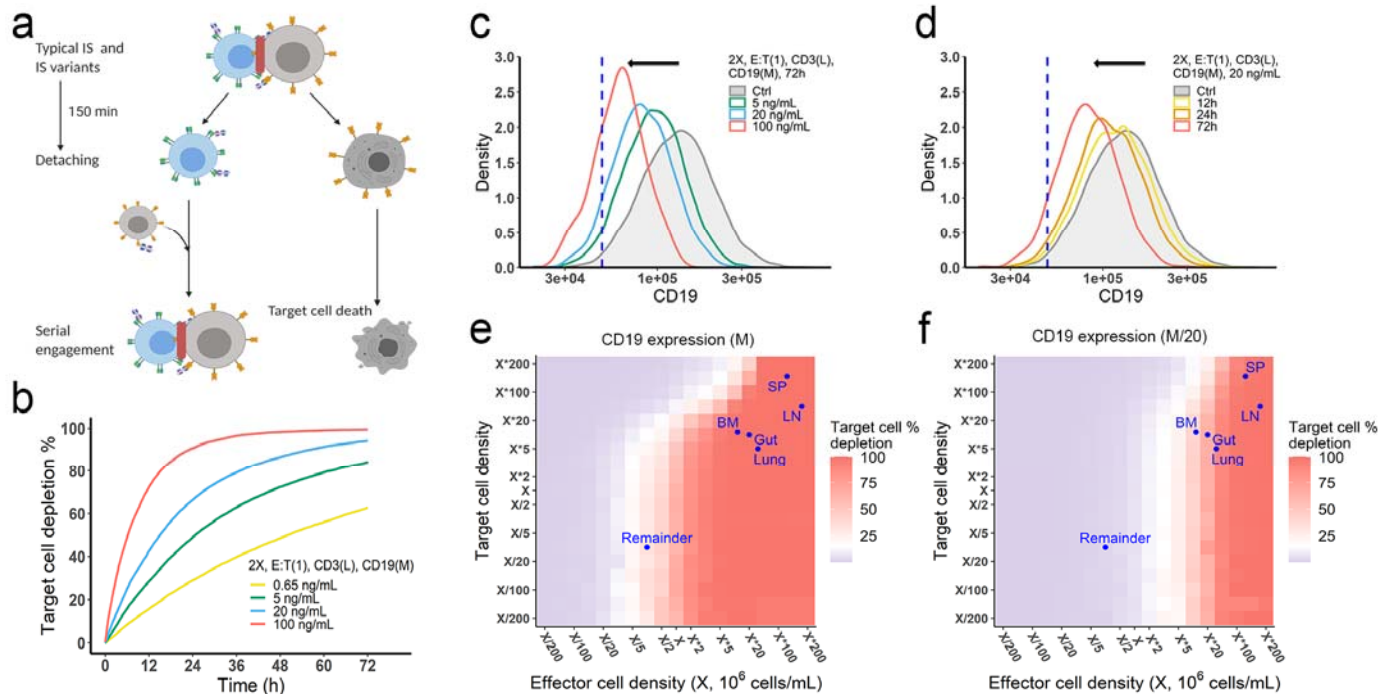 a
Typical IS and
IS variants
150 min
Detaching
Serial
engagement
Target cell death
b
Target cell depletion %
100
80
60
40
20
0
2X, E:T(1), CD3(L), CD19(M)
0.65 ng/mL
5 ng/mL
20 ng/mL
100 ng/mL
0 12 24 36 48 60 72
Time (h)
c
Density
3.0
2.5
2.0
1.5
1.0
0.5
0.0
2X, E:T(1), CD3(L),
CD19(M), 72h
Ctrl
5 ng/mL
20 ng/mL
100 ng/mL
3e+04 1e+05 3e+05
CD19
d
Density
3.0
2.5
2.0
1.5
1.0
0.5
0.0
2X, E:T(1), CD3(L),
CD19(M), 20 ng/mL
Ctrl
12h
24h
72h
3e+04 1e+05 3e+05
CD19
e
CD19 expression (M)
Target cell density
X*200
X*100
X*20
X*5
X*2
X
X/2
X/5
X/20
X/100
X/200
SP
LN
BM
Gut
Lung
Remainder
Target cell %
depletion
100
75
50
25
X/200 X/100 X/20 X/5 X/2 X X*2 X*5 X*20 X*100 X*200
Effector cell density (X, 10⁶ cells/mL)
f
CD19 expression (M/20)
Target cell density
X*200
X*100
X*20
X*5
X*2
X
X/2
X/5
X/20
X/100
X/200
SP
LN
BM
Gut
Lung
Remainder
Target cell %
depletion
100
75
50
25
X/200 X/100 X/20 X/5 X/2 X X*2 X*5 X*20 X*100 X*200
Effector cell density (X, 10⁶ cells/mL)